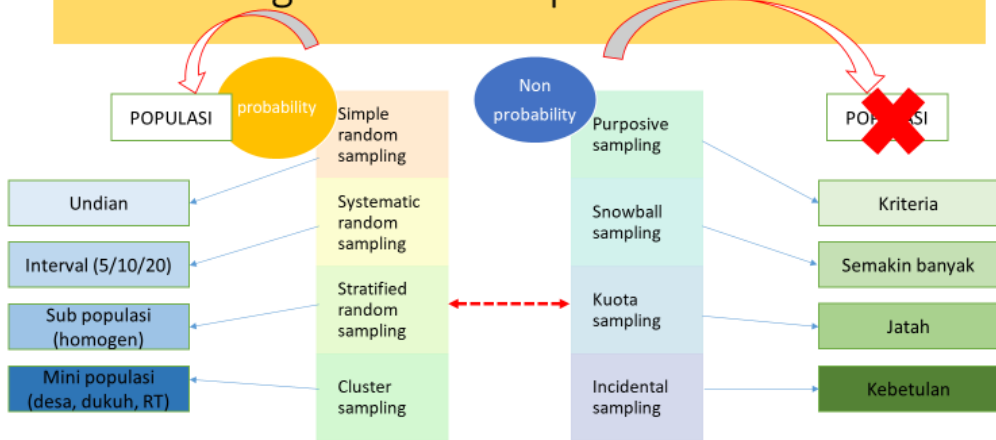 POPULASI
probability
Simple
random
sampling
Systematic
random
sampling
Stratified
random
sampling
Cluster
sampling
Undian
Interval (5/10/20)
Sub populasi
(homogen)
Mini populasi
(desa, dukuh, RT)
Non
probability
Purposive
sampling
Snowball
sampling
Kuota
sampling
Incidental
sampling
Kriteria
Semakin banyak
Jatah
Kebetulan